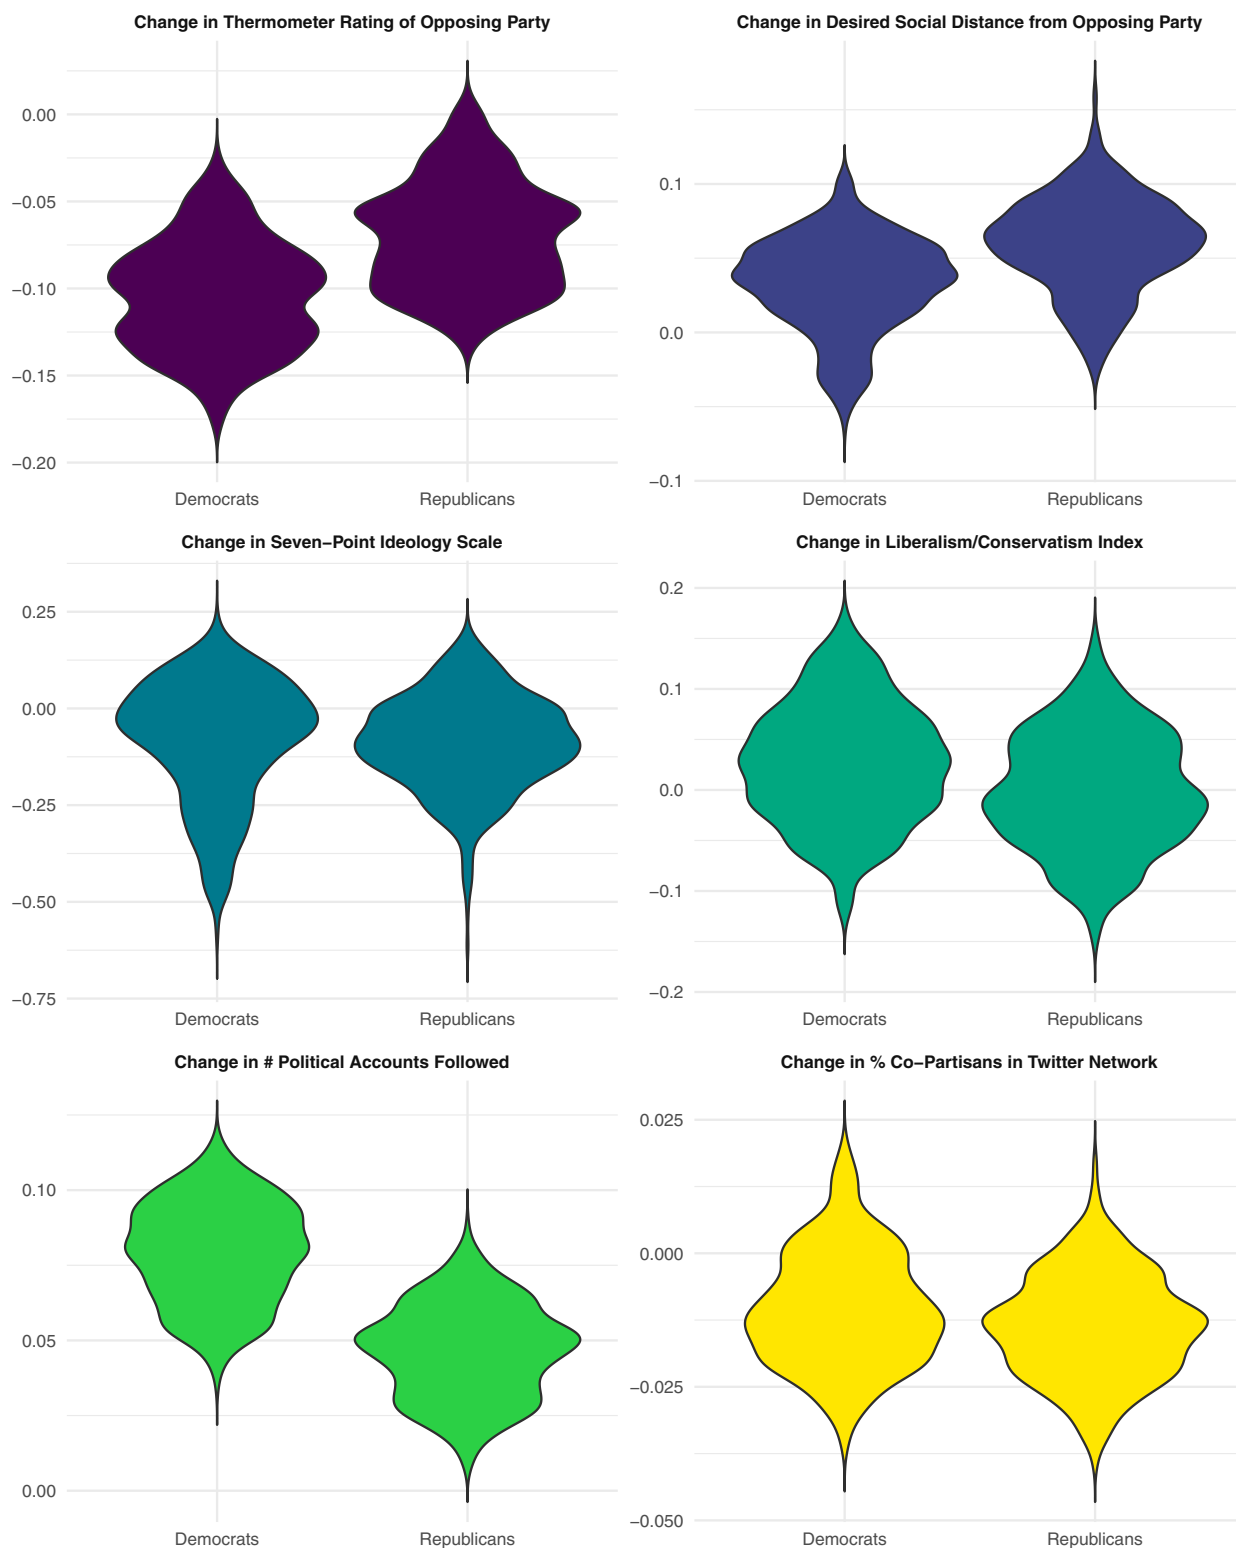 Change in Thermometer Rating of Opposing Party
0.00
−0.05
−0.10
−0.15
−0.20
Democrats Republicans
Change in Desired Social Distance from Opposing Party
0.1
0.0
−0.1
Democrats Republicans
Change in Seven−Point Ideology Scale
0.25
0.00
−0.25
−0.50
−0.75
Democrats Republicans
Change in Liberalism/Conservatism Index
0.2
0.1
0.0
−0.1
−0.2
Democrats Republicans
Change in # Political Accounts Followed
0.10
0.05
0.00
Democrats Republicans
Change in % Co−Partisans in Twitter Network
0.025
0.000
−0.025
−0.050
Democrats Republicans